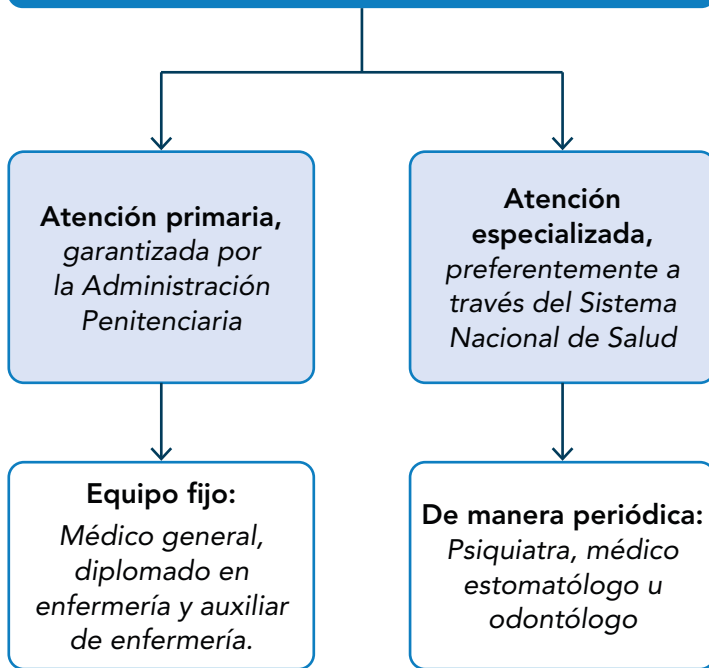 Atención primaria,
garantizada por
la Administración
Penitenciaria
Atención
especializada,
preferentemente a
través del Sistema
Nacional de Salud
Equipo fijo:
Médico general,
diplomado en
enfermería y auxiliar
de enfermería.
De manera periódica:
Psiquiatra, médico
estomatólogo u
odontólogo